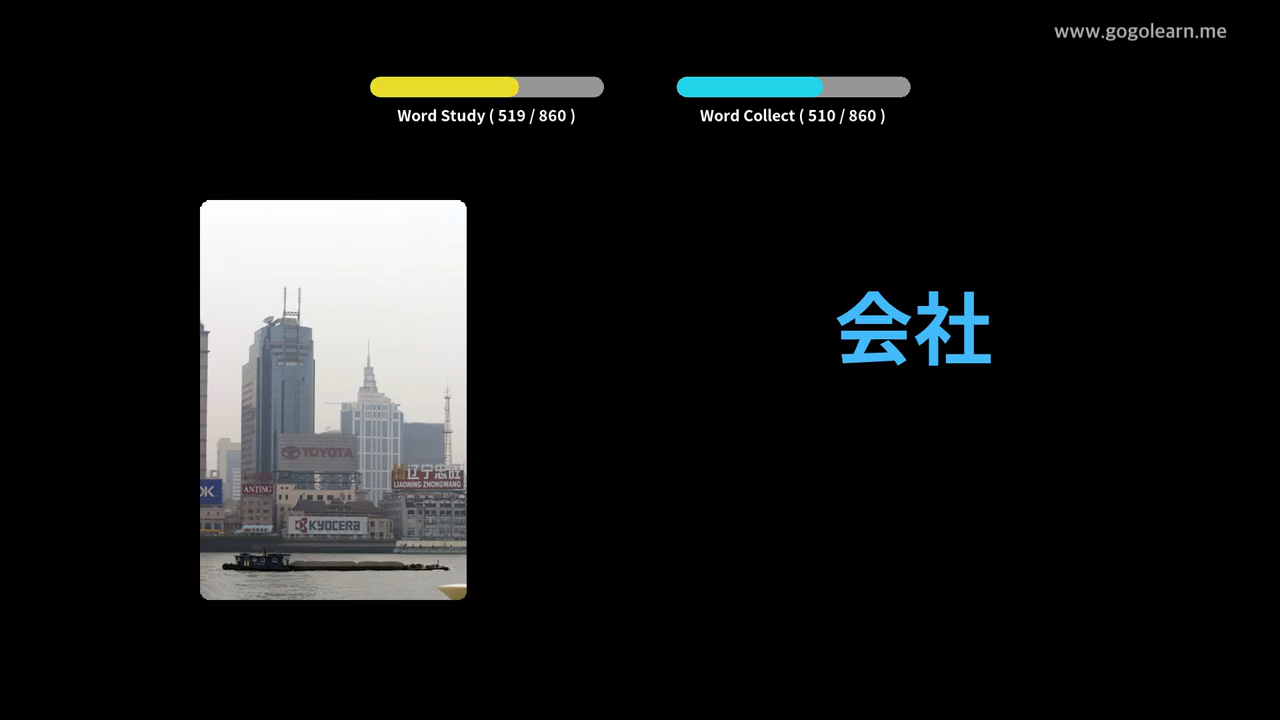 www.gogolearn.me
Word Study ( 519 / 860 )
Word Collect ( 510 / 860 )
会社
TOYOTA
辽宁忠旺
LIAONING ZHONGWANG
OK
ANTING
KYOCERA